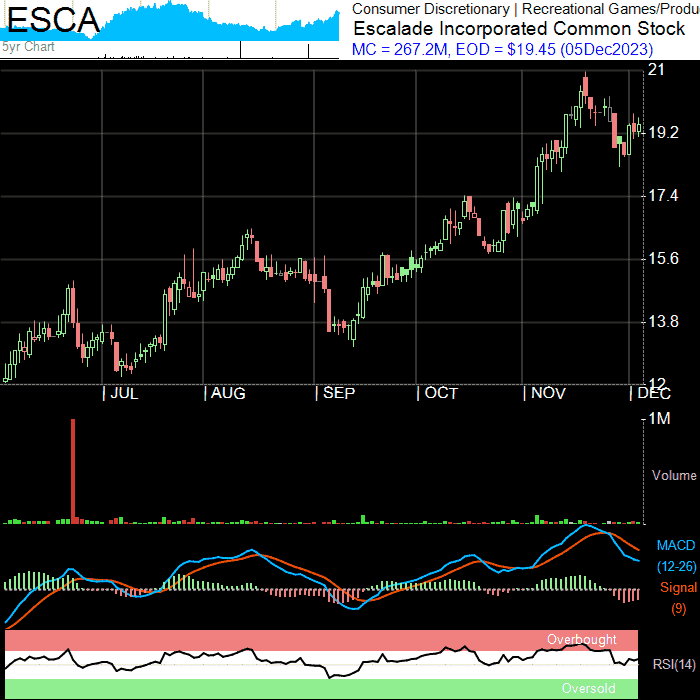 ESCA
5yr Chart
Consumer Discretionary | Recreational Games/Produ
Escalade Incorporated Common Stock
MC = 267.2M, EOD = $19.45 (05Dec2023)
21
19.2
17.4
15.6
13.8
12
JUL AUG SEP OCT NOV DEC
1M
Volume
MACD
(12-26)
Signal
(9)
Overbought
RSI(14)
Oversold